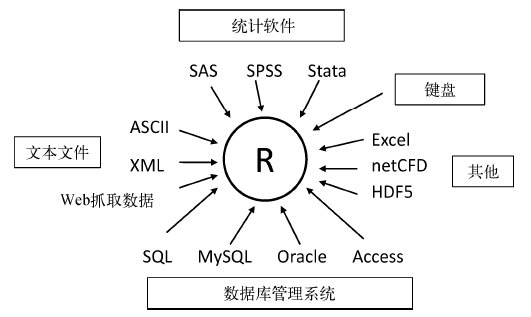 统计软件
SAS
SPSS
Stata
键盘
ASCII
文本文件
XML
Web抓取数据
R
Excel
netCFD
HDF5
其他
SQL
MySQL
Oracle
Access
数据库管理系统